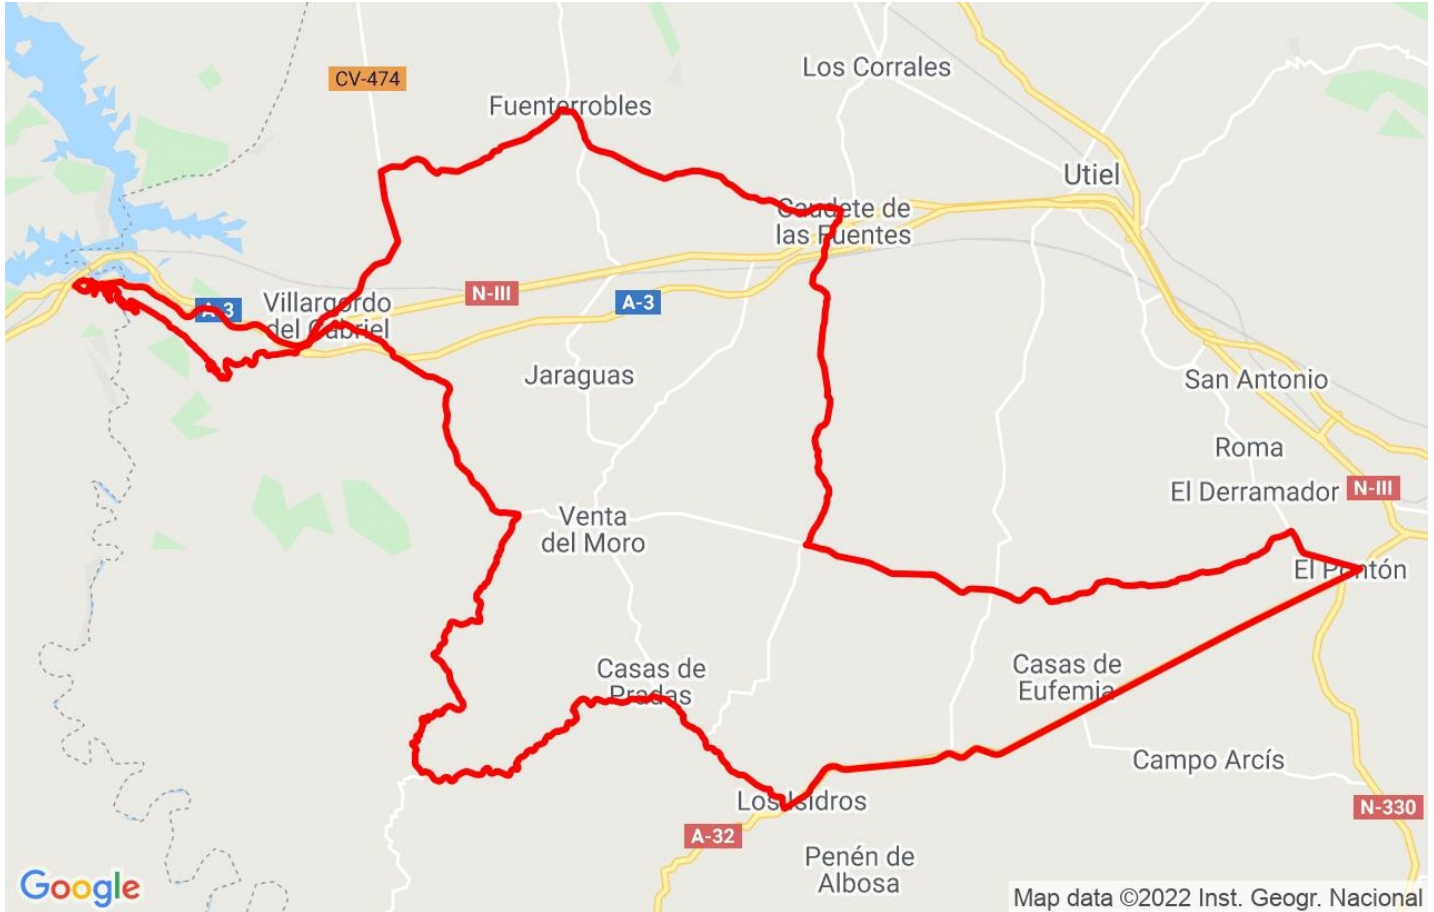 Los Corrales
CV-474
Fuenterrobles
Utiel
Caudete de
las Fuentes
N-III
A-3
A-3
Villargordo
del Cabriel
Jaraguas
San Antonio
Roma
El Derramador
N-III
Venta
del Moro
El Pontón
Casas de
Pradas
Casas de
Eufemia
Campo Arcís
Los Isidros
N-330
A-32
Penén de
Albosa
Google
Map data ©2022 Inst. Geogr. Nacional